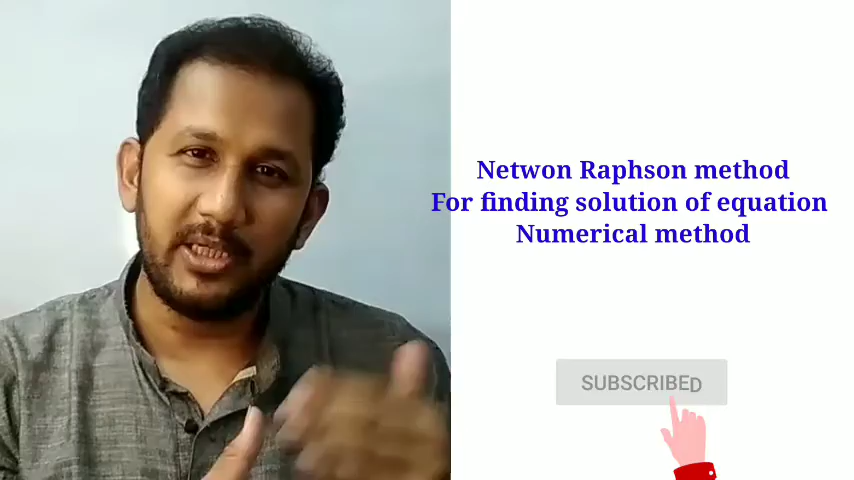 Netwon Raphson method
For finding solution of equation
Numerical method
SUBSCRIBED